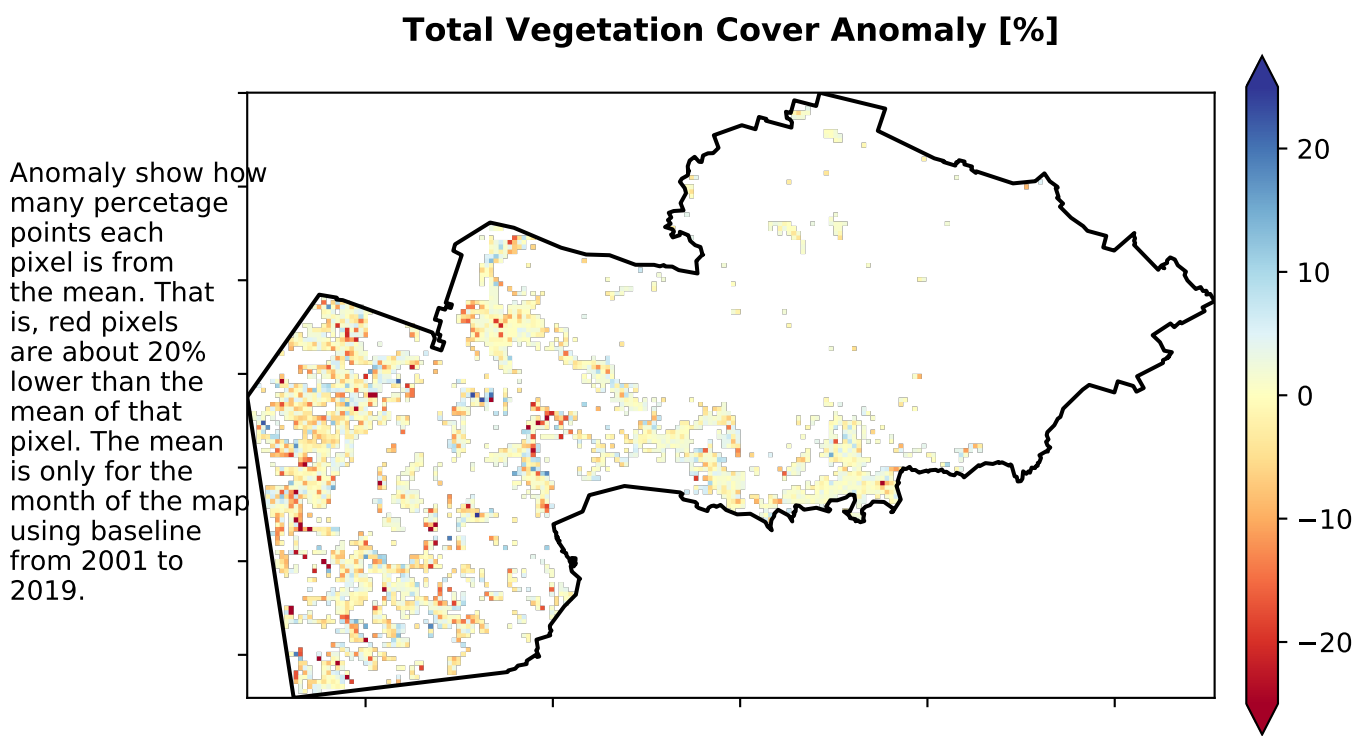 Total Vegetation Cover Anomaly [%]
Anomaly show how
many percetage
points each
pixel is from
the mean. That
is, red pixels
are about 20%
lower than the
mean of that
pixel. The mean
is only for the
month of the map
using baseline
from 2001 to
2019.
20
10
0
−10
−20